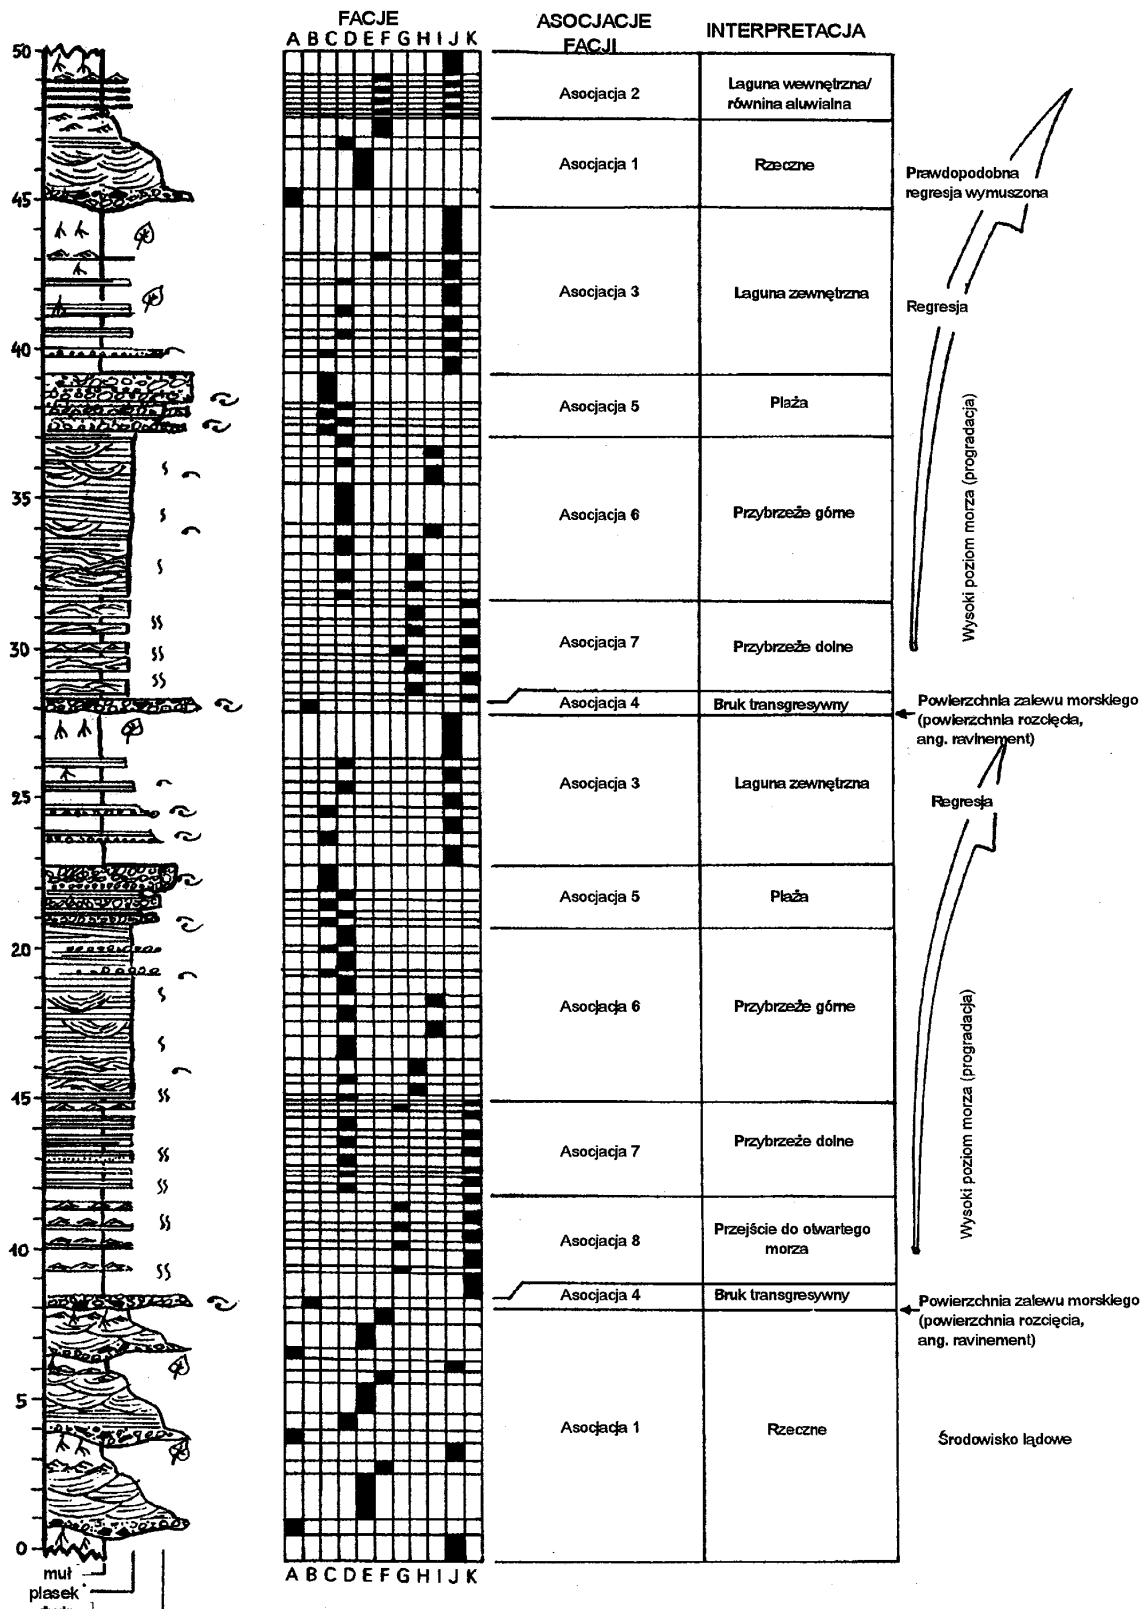 FACJE
A B C D E F G H I J K
ASOCJACJE
FACJI
INTERPRETACJA
50
45
40
35
30
25
20
15
10
5
0
Asocjacja 2
Laguna wewnętrzna/
równina aluwialna
Asocjacja 1
Rzeczne
Prawdopodobna
regresja wymuszona
Asocjacja 3
Laguna zewnętrzna
Regresja
Asocjacja 5
Plaża
Asocjacja 6
Przybrzeże górne
Wysoki poziom morza (progradacja)
Asocjacja 7
Przybrzeże dolne
Asocjacja 4
Bruk transgresywny
Powierzchnia zalewu morskiego
(powierzchnia rozcięcia,
ang. ravinement)
Asocjacja 3
Laguna zewnętrzna
Regresja
Asocjacja 5
Plaża
Asocjacja 6
Przybrzeże górne
Wysoki poziom morza (progradacja)
Asocjacja 7
Przybrzeże dolne
Asocjacja 8
Przejście do otwartego
morza
Asocjacja 4
Bruk transgresywny
Powierzchnia zalewu morskiego
(powierzchnia rozcięcia,
ang. ravinement)
Asocjacja 1
Rzeczne
Środowisko lądowe
A B C D E F G H I J K
muł
piasek